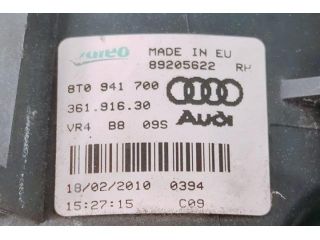 Valeo MADE IN EU
89205622 RH
8T0 941 700
361.916.30
VR4 B8 09S Audi
18/02/2010 0394
15:27:15 C09